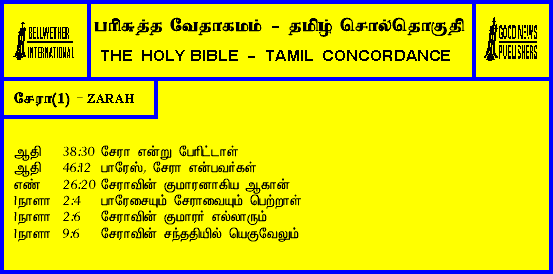 BELLWETHER
INTERNATIONAL
பரிசுத்த வேதாகமம் - தமிழ் சொல்தொகுதி
THE HOLY BIBLE - TAMIL CONCORDANCE
GOOD NEWS
PUBLISHERS
சேரா(1) - ZARAH
ஆதி 38:30 சேரா என்று பேரிட்டாள்
ஆதி 46:12 பாரேஸ், சேரா என்பவர்கள்
எண் 26:20 சேராவின் குமாரனாகிய ஆகான்
1நாளா 2:4 பாரேசையும் சேராவையும் பெற்றாள்
1நாளா 2:6 சேராவின் குமாரர் எல்லாரும்
1நாளா 9:6 சேராவின் சந்ததியில் யெகுவேலும்